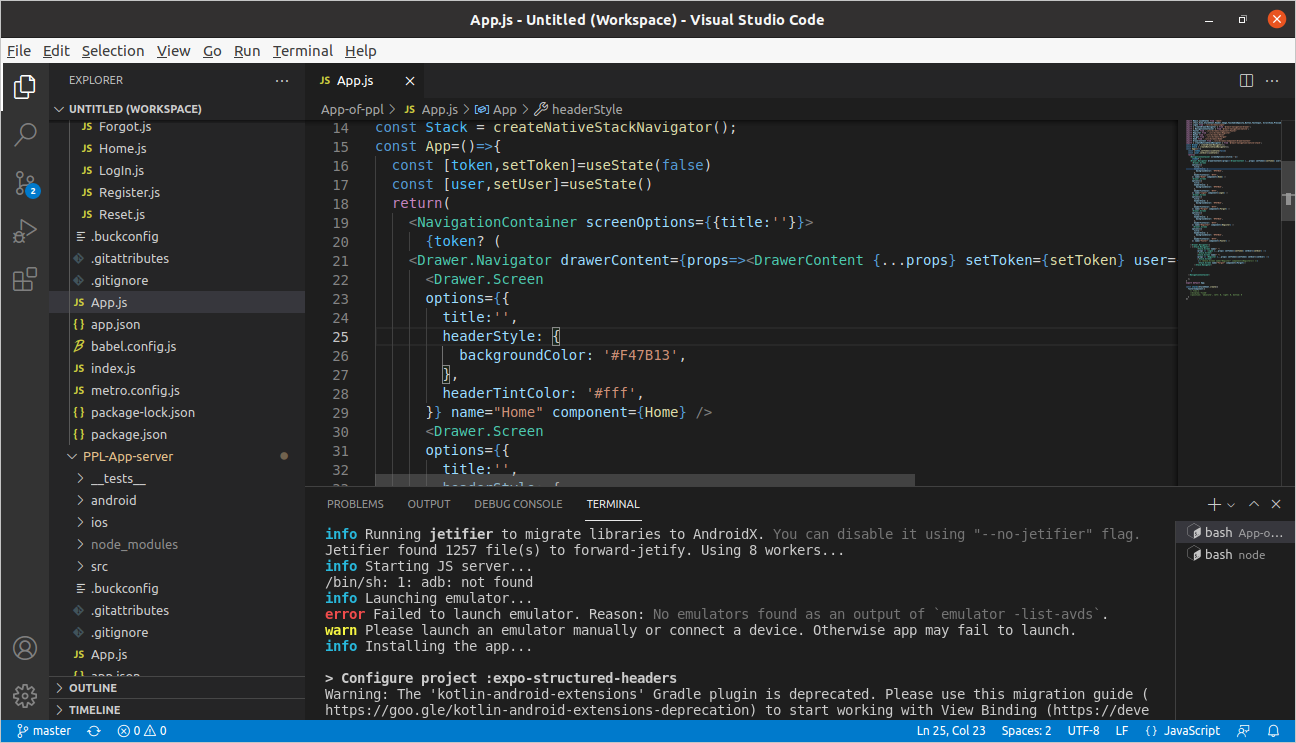 App.js - Untitled (Workspace) - Visual Studio Code
File Edit Selection View Go Run Terminal Help
EXPLORER
UNTITLED (WORKSPACE)
JS Forgot.js
JS Home.js
JS LogIn.js
JS Register.js
JS Reset.js
.buckconfig
.gitattributes
.gitignore
JS App.js
{} app.json
babel.config.js
JS index.js
JS metro.config.js
{} package-lock.json
{} package.json
PPL-App-server
__tests__
android
ios
node_modules
src
.buckconfig
.gitattributes
.gitignore
JS App.js
OUTLINE
TIMELINE
2
JS App.js
App-of-ppl > JS App.js > App > headerStyle
14 const Stack = createNativeStackNavigator();
15 const App=()=>{
16 const [token,setToken]=useState(false)
17 const [user,setUser]=useState()
18 return(
19 <NavigationContainer screenOptions={{title:''}}>
20 {token? (
21 <Drawer.Navigator drawerContent={props=><DrawerContent {...props} setToken={setToken} user=
22 <Drawer.Screen
23 options={{
24 title:'',
25 headerStyle: {
26 backgroundColor: '#F47B13',
27 },
28 headerTintColor: '#fff',
29 }} name="Home" component={Home} />
30 <Drawer.Screen
31 options={{
32 title:'',
PROBLEMS OUTPUT DEBUG CONSOLE TERMINAL
info Running jetifier to migrate libraries to AndroidX. You can disable it using "--no-jetifier" flag.
Jetifier found 1257 file(s) to forward-jetify. Using 8 workers...
info Starting JS server...
/bin/sh: 1: adb: not found
info Launching emulator...
error Failed to launch emulator. Reason: No emulators found as an output of `emulator -list-avds`.
warn Please launch an emulator manually or connect a device. Otherwise app may fail to launch.
info Installing the app...
> Configure project :expo-structured-headers
Warning: The 'kotlin-android-extensions' Gradle plugin is deprecated. Please use this migration guide (
https://goo.gle/kotlin-android-extensions-deprecation) to start working with View Binding (https://deve
bash App-o...
bash node
master 0 0 Ln 25, Col 23 Spaces: 2 UTF-8 LF {} JavaScript